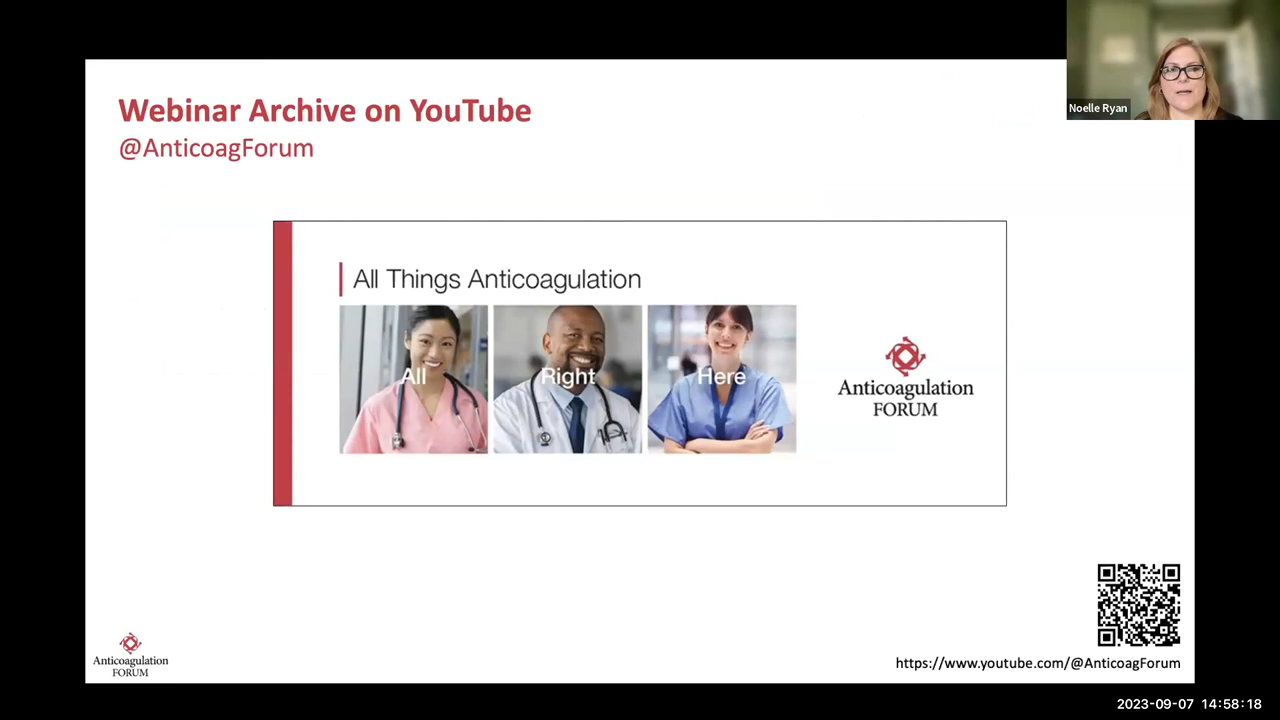 Webinar Archive on YouTube
@AnticoagForum
Noelle Ryan
All Things Anticoagulation
All
Right
Here
Anticoagulation
FORUM
Anticoagulation
FORUM
https://www.youtube.com/@AnticoagForum
2023-09-07 14:58:18